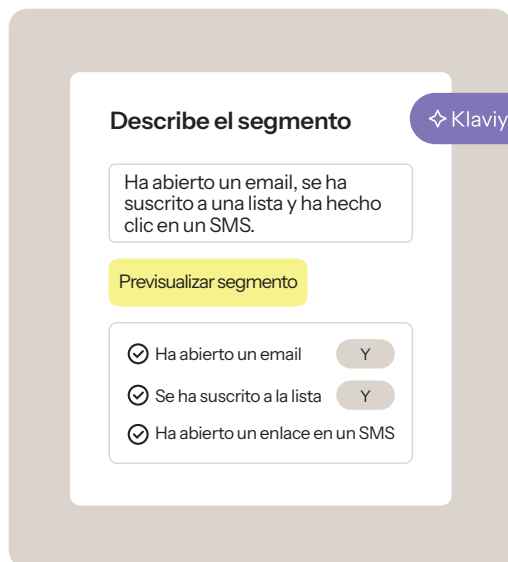 Describe el segmento
Klaviy
Ha abierto un email, se ha
suscrito a una lista y ha hecho
clic en un SMS.
Previsualizar segmento
Ha abierto un email Y
Se ha suscrito a la lista Y
Ha abierto un enlace en un SMS